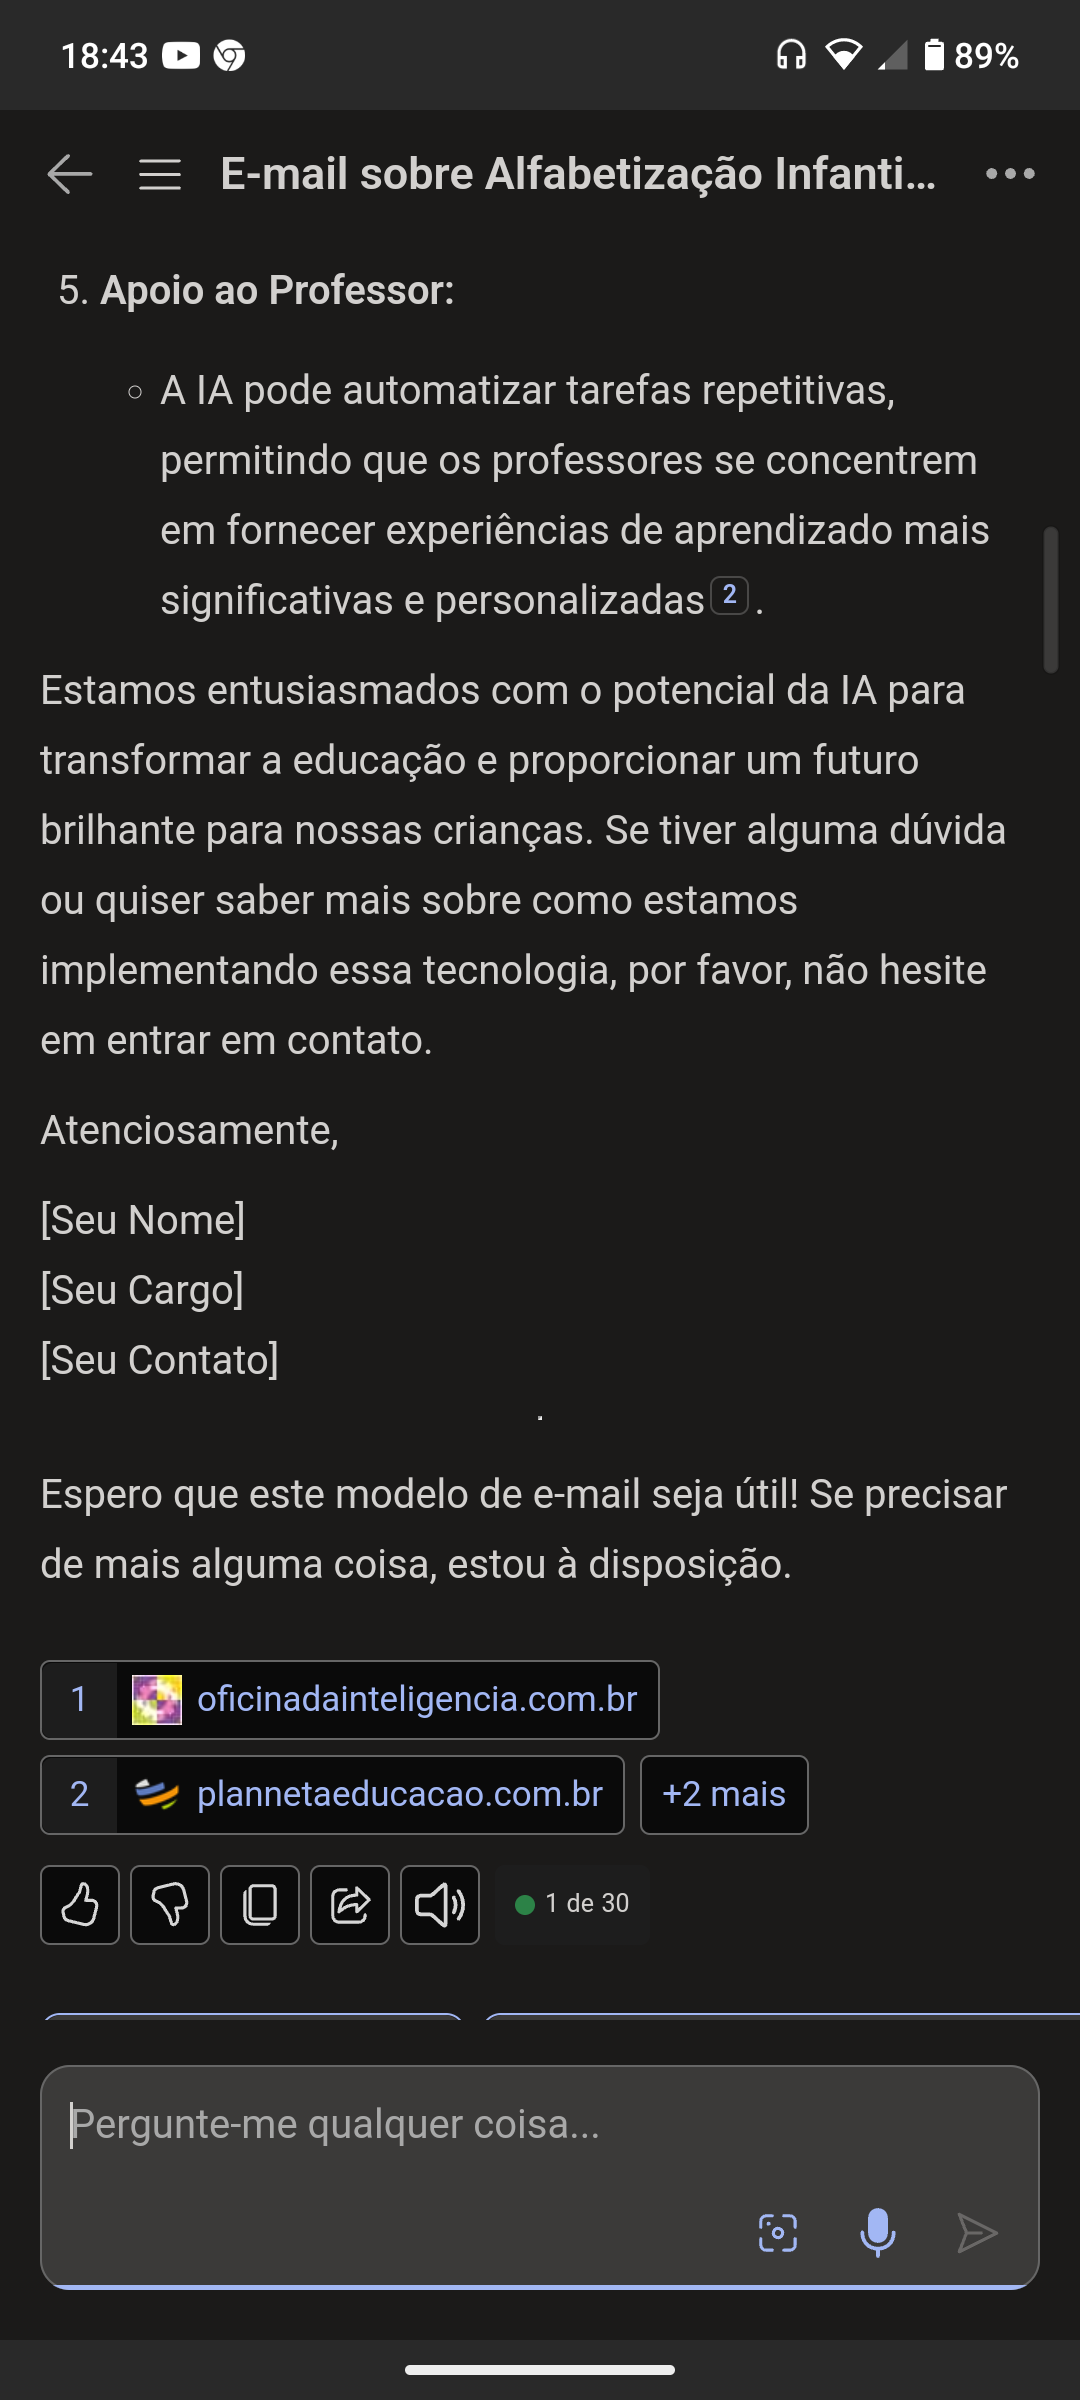 18:43
89%
E-mail sobre Alfabetização Infanti...
5. Apoio ao Professor:
A IA pode automatizar tarefas repetitivas,
permitindo que os professores se concentrem
em fornecer experiências de aprendizado mais
significativas e personalizadas 2 .
Estamos entusiasmados com o potencial da IA para
transformar a educação e proporcionar um futuro
brilhante para nossas crianças. Se tiver alguma dúvida
ou quiser saber mais sobre como estamos
implementando essa tecnologia, por favor, não hesite
em entrar em contato.
Atenciosamente,
[Seu Nome]
[Seu Cargo]
[Seu Contato]
.
Espero que este modelo de e-mail seja útil! Se precisar
de mais alguma coisa, estou à disposição.
1 oficinadainteligencia.com.br
2 plannetaeducacao.com.br +2 mais
1 de 30
Pergunte-me qualquer coisa...